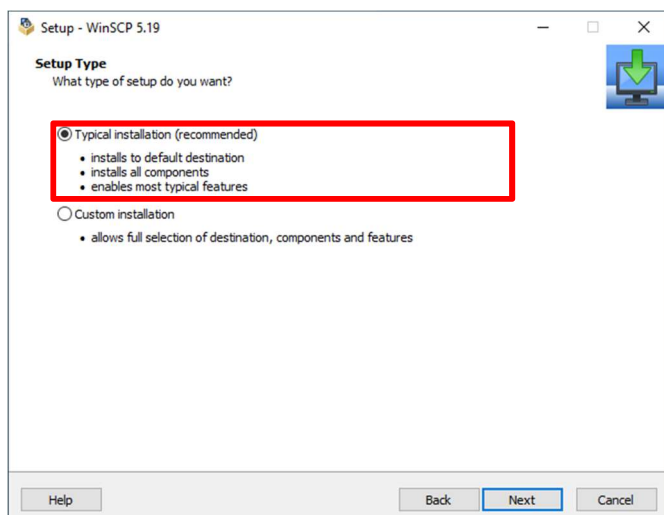 Setup - WinSCP 5.19
Setup Type
What type of setup do you want?
Typical installation (recommended)
• installs to default destination
• installs all components
• enables most typical features
Custom installation
• allows full selection of destination, components and features
Help
Back
Next
Cancel